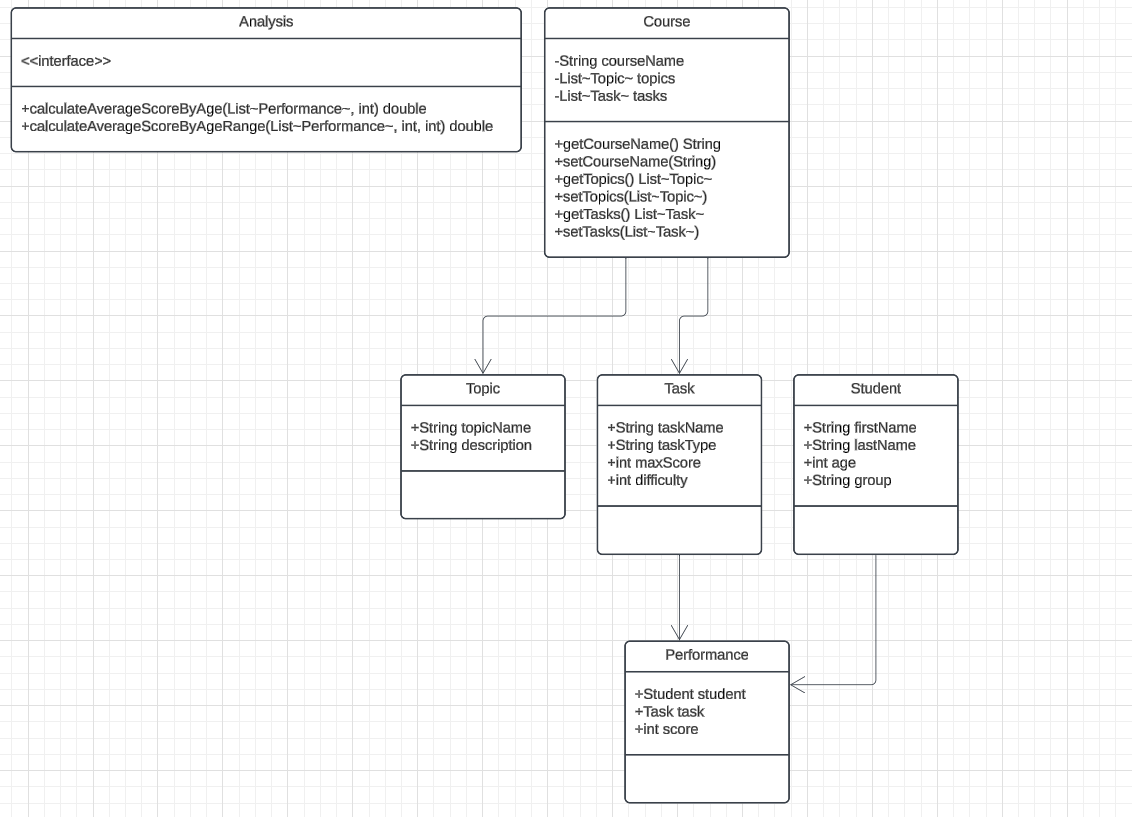 Analysis
<<interface>>
+calculateAverageScoreByAge(List~Performance~, int) double
+calculateAverageScoreByAgeRange(List~Performance~, int, int) double
Course
-String courseName
-List~Topic~ topics
-List~Task~ tasks
+getCourseName() String
+setCourseName(String)
+getTopics() List~Topic~
+setTopics(List~Topic~)
+getTasks() List~Task~
+setTasks(List~Task~)
Topic
+String topicName
+String description
Task
+String taskName
+String taskType
+int maxScore
+int difficulty
Student
+String firstName
+String lastName
+int age
+String group
Performance
+Student student
+Task task
+int score